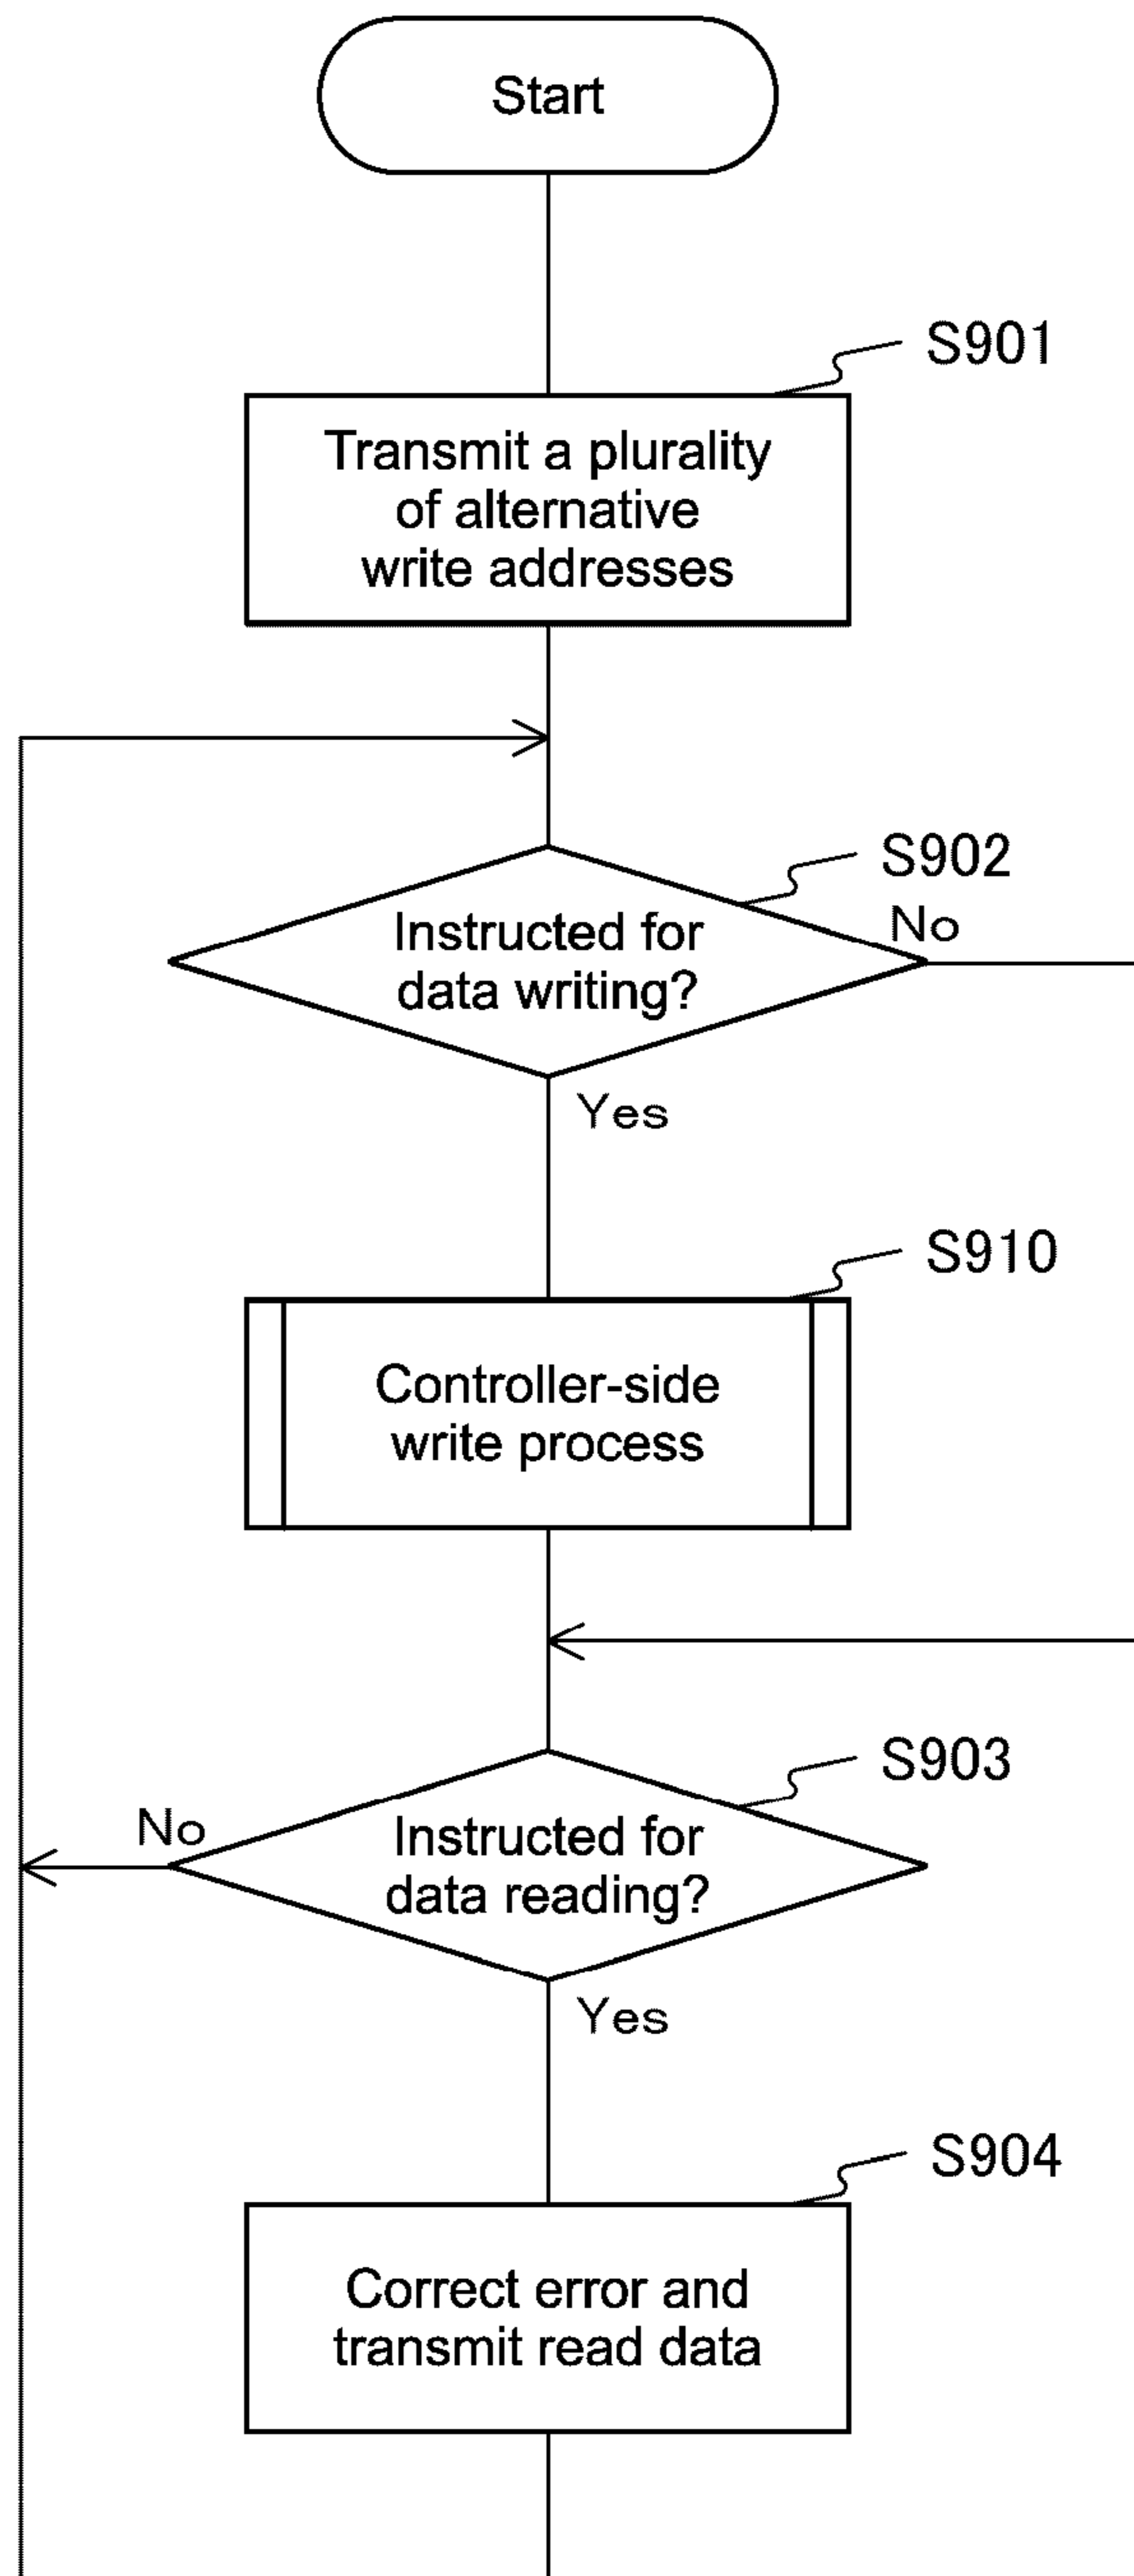 Start
S901
Transmit a plurality
of alternative
write addresses
S902
No
Instructed for
data writing?
Yes
S910
Controller-side
write process
S903
No
Instructed for
data reading?
Yes
S904
Correct error and
transmit read data